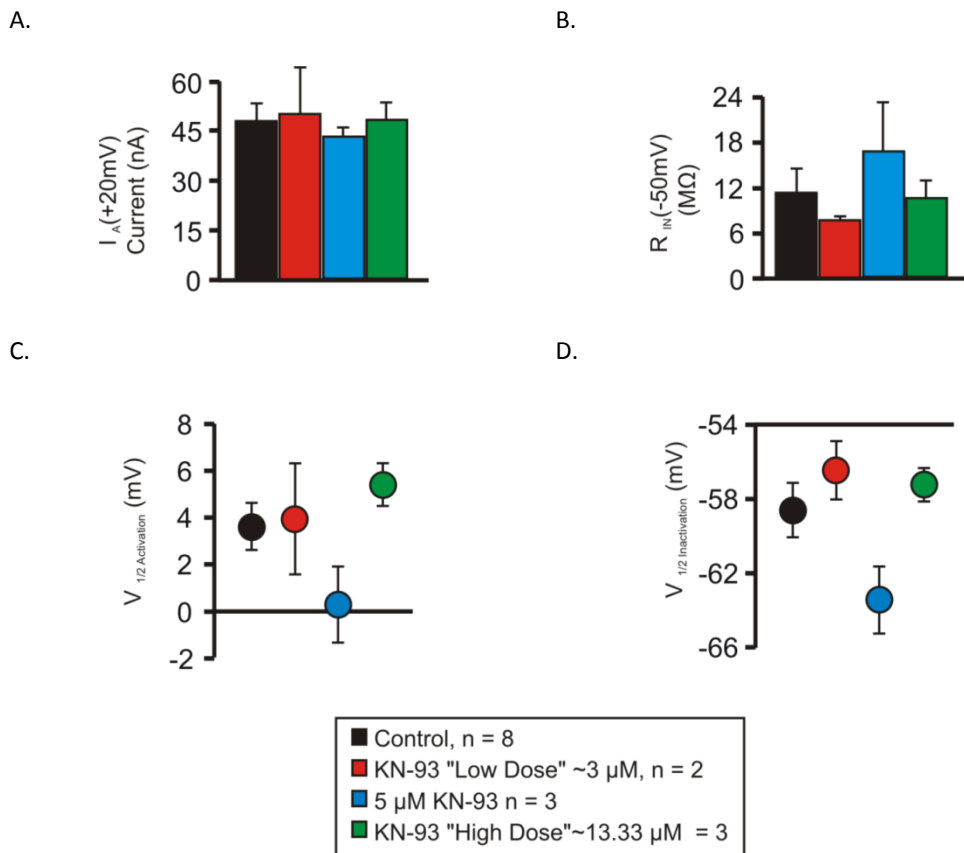 A.
B.
I A(+20mV)
Current (nA)
60
45
30
15
0
R IN(-50mV)
(MΩ)
24
18
12
6
0
C.
D.
V 1/2 Activation (mV)
8
6
4
2
0
-2
V 1/2 Inactivation (mV)
-54
-58
-62
-66
Control, n = 8
KN-93 "Low Dose" ~3 µM, n = 2
5 µM KN-93 n = 3
KN-93 "High Dose"~13.33 µM = 3